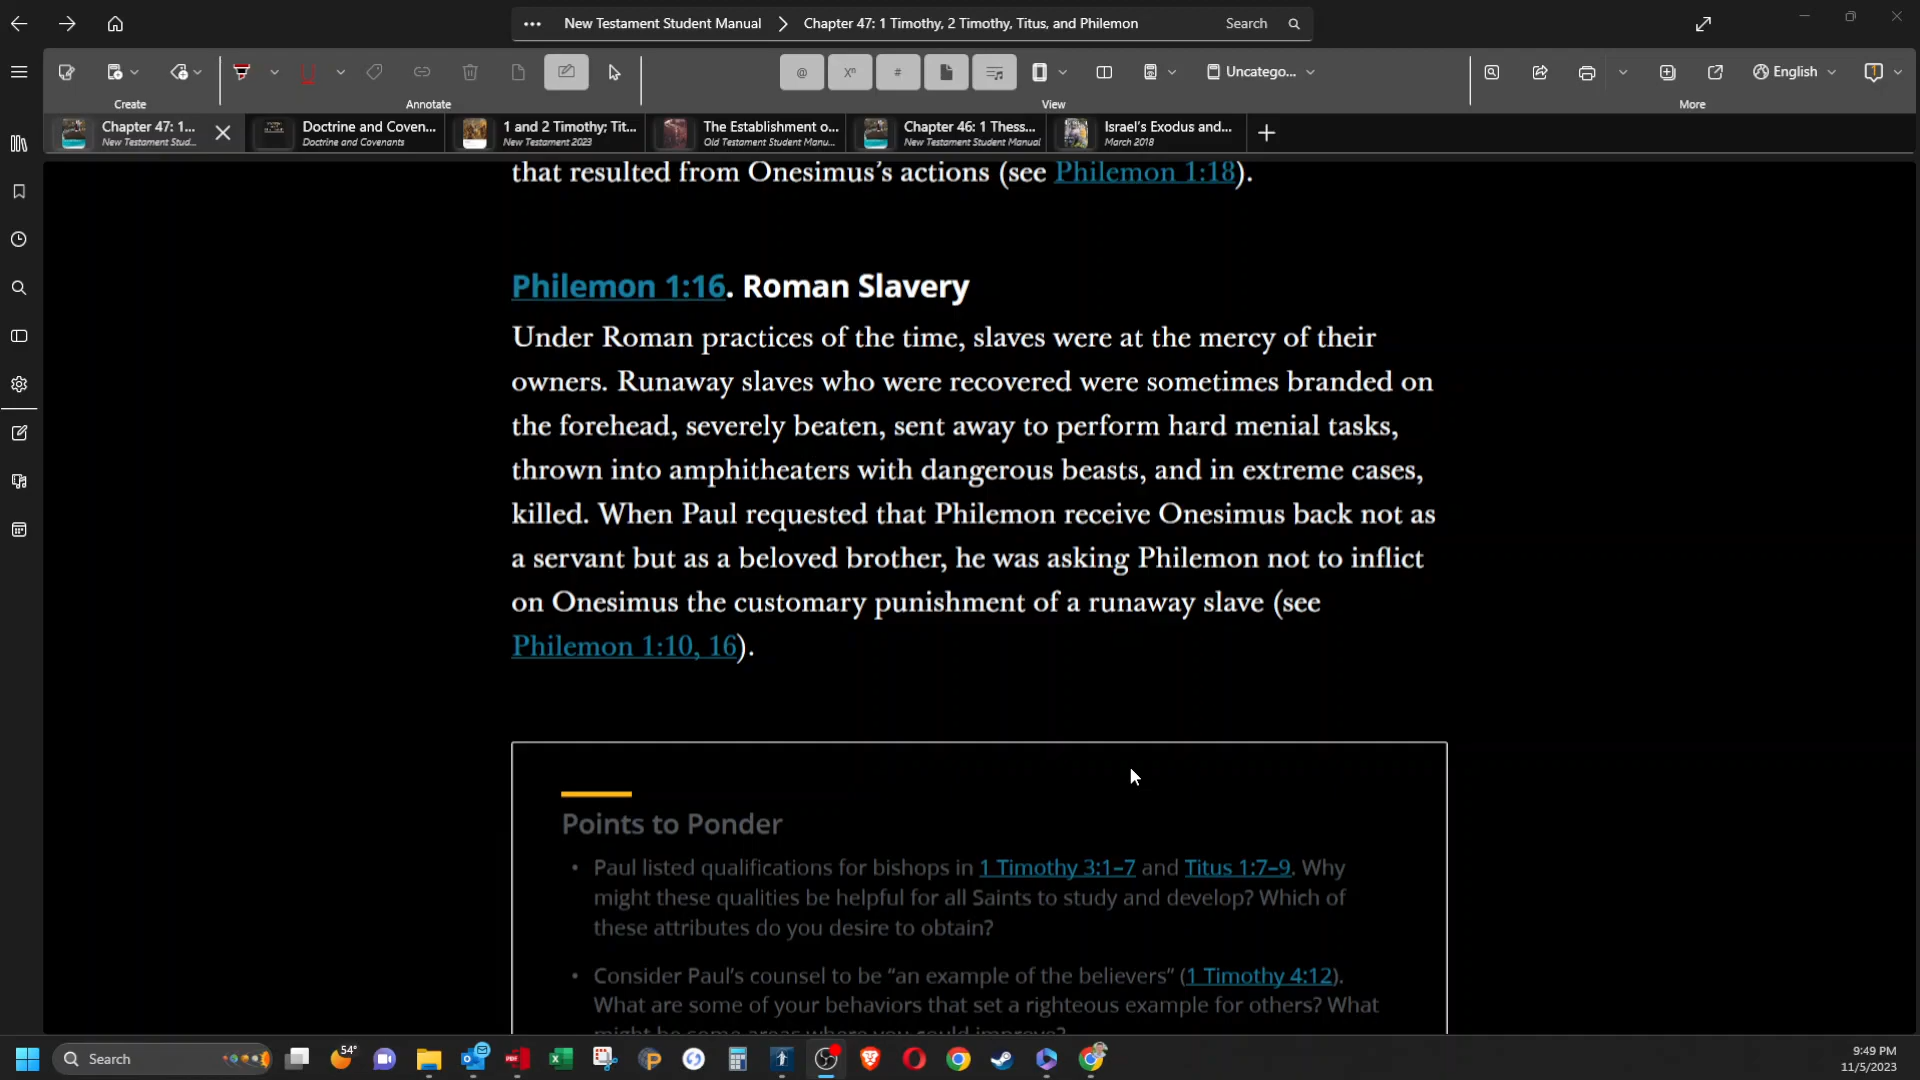 New Testament Student Manual
Chapter 47: 1 Timothy, 2 Timothy, Titus, and Philemon
Search
@
Xⁿ
#
Uncatego...
English
1
Create
Annotate
View
More
Chapter 47: 1...
New Testament Stud...
Doctrine and Coven...
Doctrine and Covenants
1 and 2 Timothy; Tit...
New Testament 2023
The Establishment o...
Old Testament Student Manu...
Chapter 46: 1 Thess...
New Testament Student Manual
Israel's Exodus and...
March 2018
that resulted from Onesimus's actions (see Philemon 1:18).
Philemon 1:16. Roman Slavery
Under Roman practices of the time, slaves were at the mercy of their
owners. Runaway slaves who were recovered were sometimes branded on
the forehead, severely beaten, sent away to perform hard menial tasks,
thrown into amphitheaters with dangerous beasts, and in extreme cases,
killed. When Paul requested that Philemon receive Onesimus back not as
a servant but as a beloved brother, he was asking Philemon not to inflict
on Onesimus the customary punishment of a runaway slave (see
Philemon 1:10, 16).
Points to Ponder
• Paul listed qualifications for bishops in 1 Timothy 3:1–7 and Titus 1:7–9. Why
might these qualities be helpful for all Saints to study and develop? Which of
these attributes do you desire to obtain?
• Consider Paul's counsel to be “an example of the believers” (1 Timothy 4:12).
What are some of your behaviors that set a righteous example for others? What
might be some areas where you could improve?
Search
54°
PDF
9:49 PM
11/5/2023